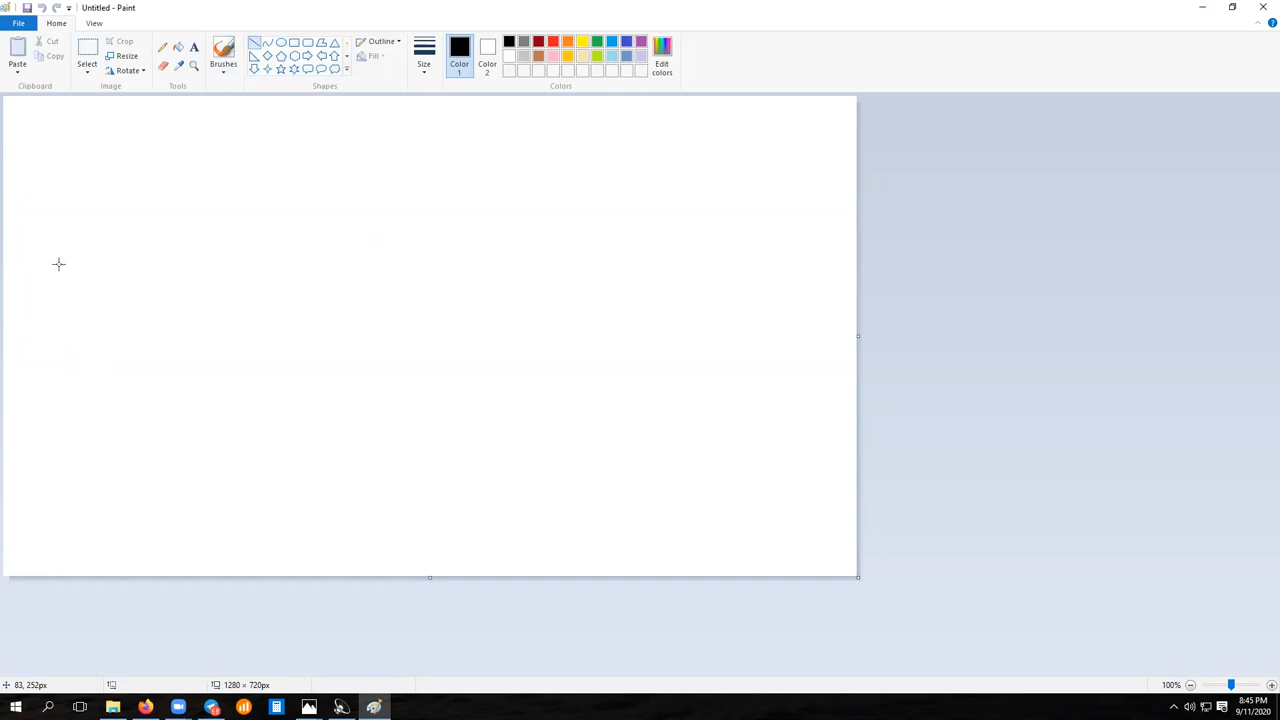 Untitled - Paint
File Home View
Paste
Cut
Copy
Clipboard
Select
Crop
Resize
Rotate
Image
Tools
Brushes
Shapes
Outline
Fill
Size
Color 1
Color 2
Edit colors
Colors
83, 252px
1280 × 720px
100%
68
8:45 PM
9/11/2020